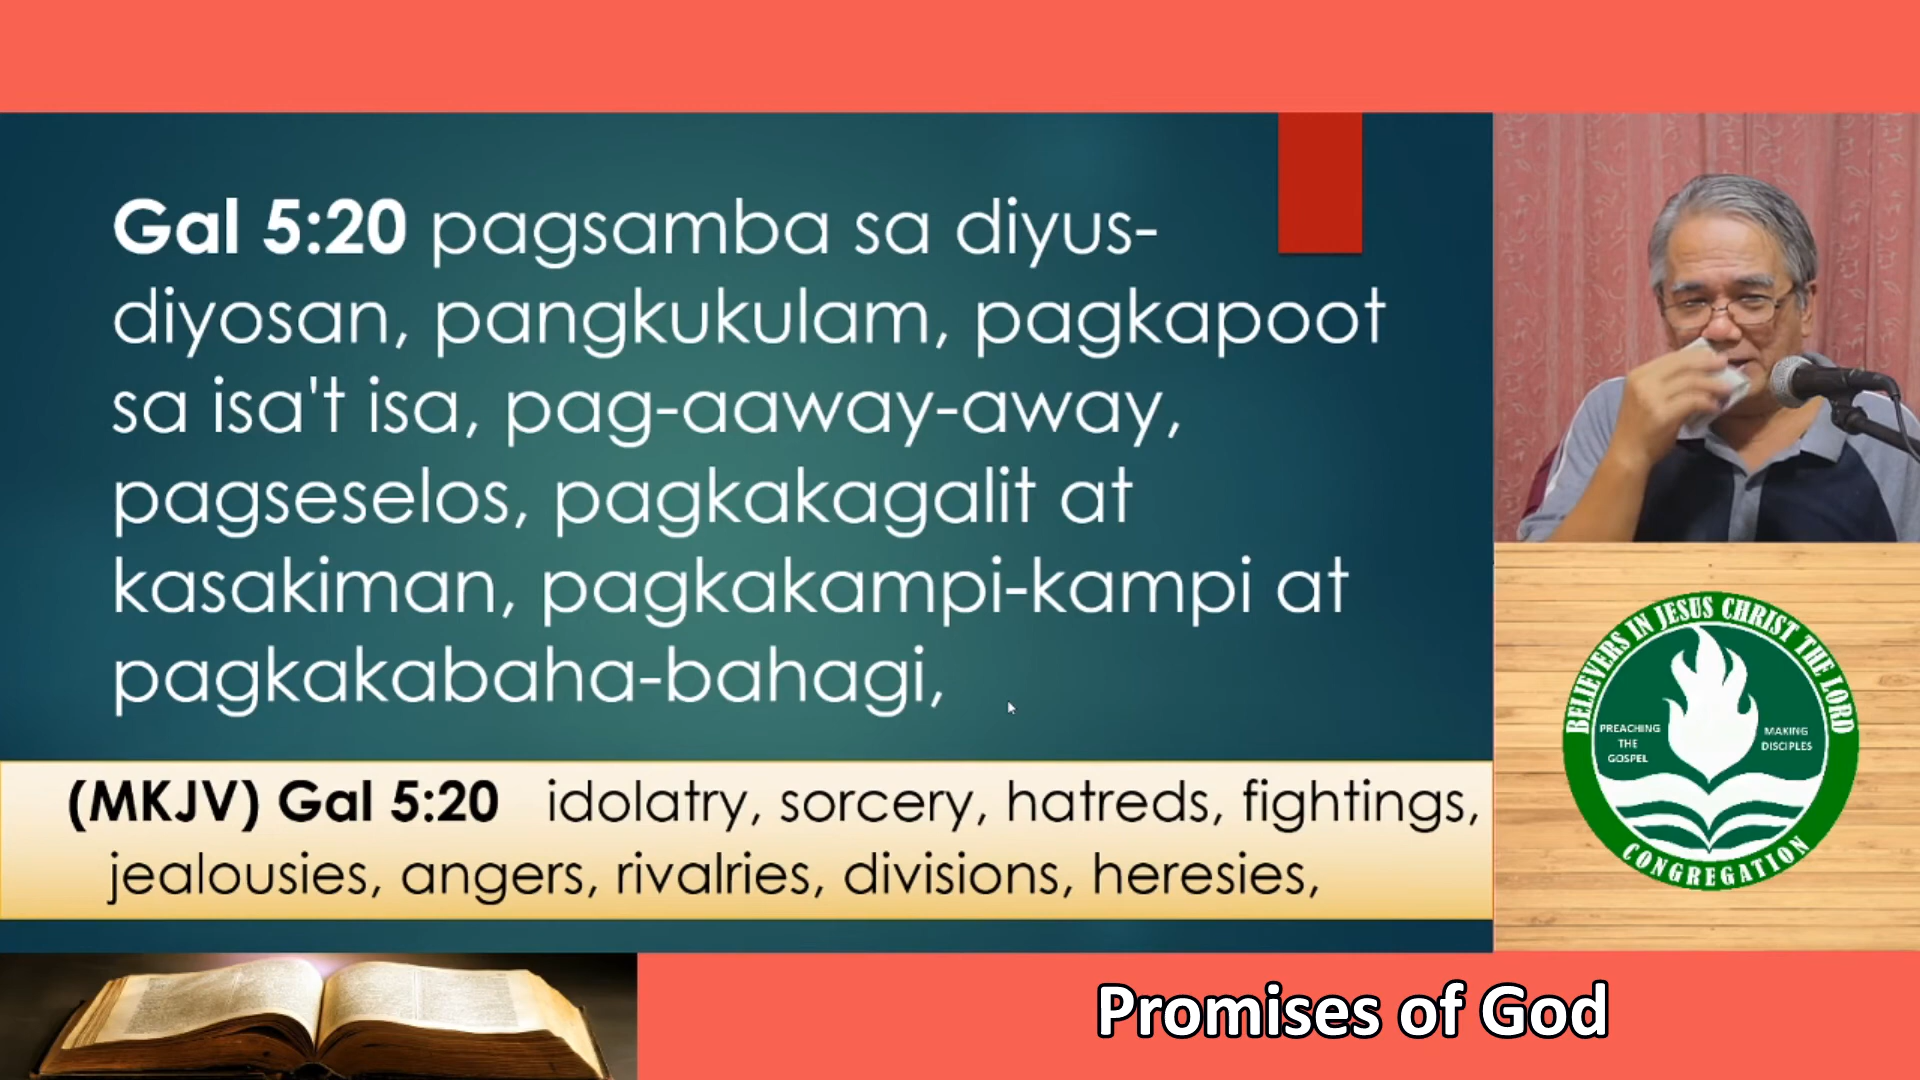 Gal 5:20 pagsamba sa diyus-
diyosan, pangkukulam, pagkapoot
sa isa't isa, pag-aaway-away,
pagseselos, pagkakagalit at
kasakiman, pagkakampi-kampi at
pagkakabaha-bahagi,
(MKJV) Gal 5:20 idolatry, sorcery, hatreds, fightings,
jealousies, angers, rivalries, divisions, heresies,
BELIEVERS IN JESUS CHRIST THE LORD
PREACHING
THE
GOSPEL
MAKING
DISCIPLES
CONGREGATION
Promises of God